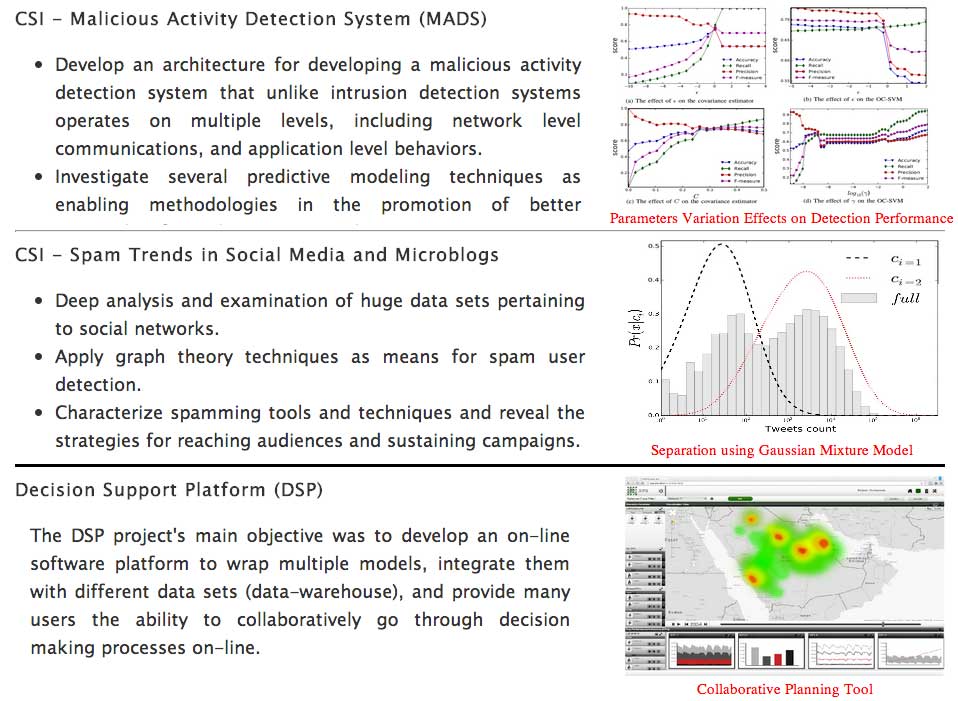 CSI – Malicious Activity Detection System (MADS)
• Develop an architecture for developing a malicious activity
detection system that unlike intrusion detection systems
operates on multiple levels, including network level
communications, and application level behaviors.
• Investigate several predictive modeling techniques as
enabling methodologies in the promotion of better
score
Accuracy
Recall
Precision
F-measure
(a) The effect of ϵ on the covariance estimator
score
Accuracy
Recall
Precision
F-measure
(b) The effect of ϵ on the OC-SVM
score
Accuracy
Recall
Precision
F-measure
C
(c) The effect of C on the covariance estimator
score
Accuracy
Recall
Precision
F-measure
log₁₀(γ)
(d) The effect of γ on the OC-SVM
Parameters Variation Effects on Detection Performance
CSI – Spam Trends in Social Media and Microblogs
• Deep analysis and examination of huge data sets pertaining
to social networks.
• Apply graph theory techniques as means for spam user
detection.
• Characterize spamming tools and techniques and reveal the
strategies for reaching audiences and sustaining campaigns.
Pr(x|cᵢ)
0.5
0.4
0.3
0.2
0.1
0.0
cᵢ₌₁
cᵢ₌₂
full
Tweets count
Separation using Gaussian Mixture Model
Decision Support Platform (DSP)
The DSP project's main objective was to develop an on-line
software platform to wrap multiple models, integrate them
with different data sets (data-warehouse), and provide many
users the ability to collaboratively go through decision
making processes on-line.
Collaborative Planning Tool